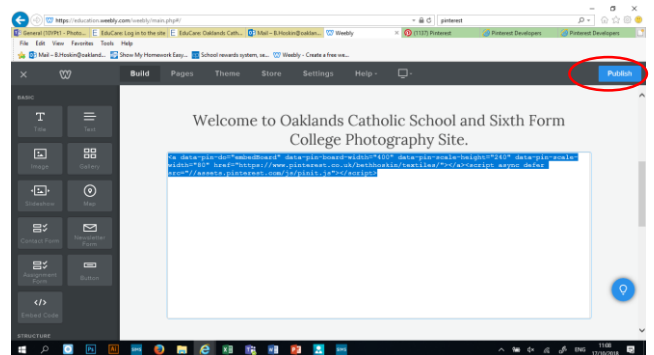 https://education.weebly.com/weebly/main.php#/
pinterest
General (10YPt1 - Photo...
EduCare: Log in to the site
EduCare: Oaklands Cath...
Mail – B.Hoskin@oaklan...
Weebly
(1137) Pinterest
Pinterest Developers
Pinterest Developers
File Edit View Favorites Tools Help
Mail – B.Hoskin@oakland...
Show My Homework Easy...
School rewards system, se...
Weebly - Create a free we...
Build Pages Theme Store Settings Help
Publish
BASIC
Title Text
Image Gallery
Slideshow Map
Contact Form Newsletter Form
Assignment Form Button
Embed Code
STRUCTURE
Welcome to Oaklands Catholic School and Sixth Form
College Photography Site.
<a data-pin-do="embedBoard" data-pin-board-width="400" data-pin-scale-height="240" data-pin-scale-
width="80" href="https://www.pinterest.co.uk/bethhoskin/textiles/"></a><script async defer
src="//assets.pinterest.com/js/pinit.js"></script>
ENG
11:08
17/10/2018